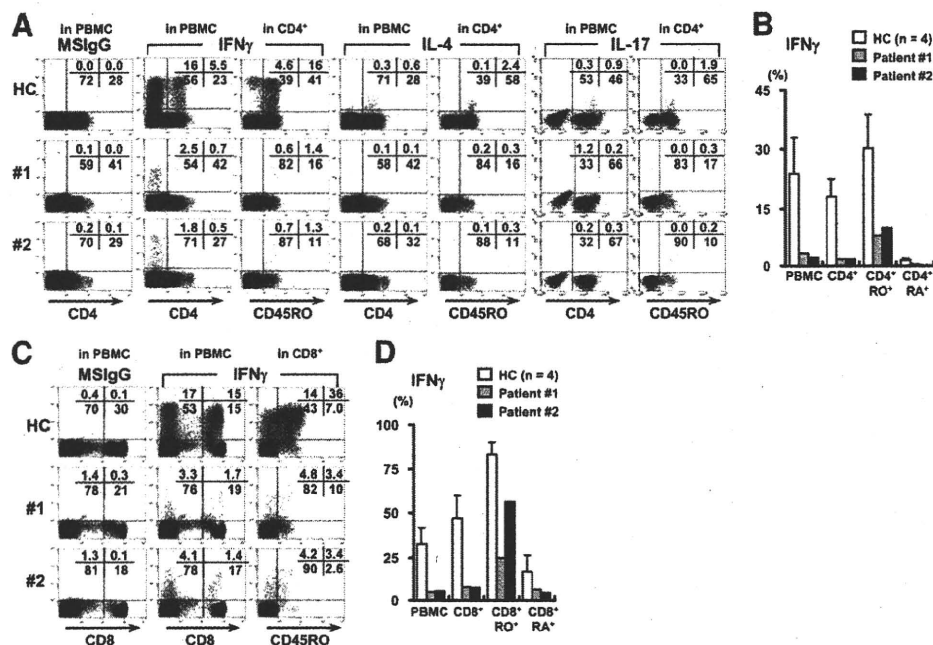 A
in PBMC in PBMC in CD4⁺ in PBMC in CD4⁺ in PBMC in CD4⁺
MSIgG IFNγ IL-4 IL-17
HC
0.0 0.0 16 5.5 4.6 16 0.3 0.6 0.1 2.4 0.3 0.9 0.0 1.9
72 28 56 23 39 41 71 28 39 58 53 46 33 65
#1
0.1 0.0 2.5 0.7 0.6 1.4 0.1 0.1 0.2 0.3 1.2 0.2 0.0 0.3
59 41 54 42 82 16 58 42 84 16 33 66 83 17
#2
0.2 0.1 1.8 0.5 0.7 1.3 0.2 0.1 0.1 0.3 0.2 0.3 0.0 0.2
70 29 71 27 87 11 68 32 88 11 32 67 90 10
CD4 CD4 CD45RO CD4 CD45RO CD4 CD45RO
B
IFNγ
HC (n = 4)
Patient #1
Patient #2
(%)
45
30
15
0
PBMC CD4⁺ CD4⁺ CD4⁺
RO⁺ RA⁺
C
in PBMC in PBMC in CD8⁺
MSIgG IFNγ
HC
0.4 0.1 17 15 14 36
70 30 53 15 43 7.0
#1
1.4 0.3 3.3 1.7 4.8 3.4
78 21 76 19 82 10
#2
1.3 0.1 4.1 1.4 4.2 3.4
81 18 78 17 90 2.6
CD8 CD8 CD45RO
D
IFNγ
HC (n = 4)
Patient #1
Patient #2
(%)
100
75
50
25
0
PBMC CD8⁺ CD8⁺ CD8⁺
RO⁺ RA⁺